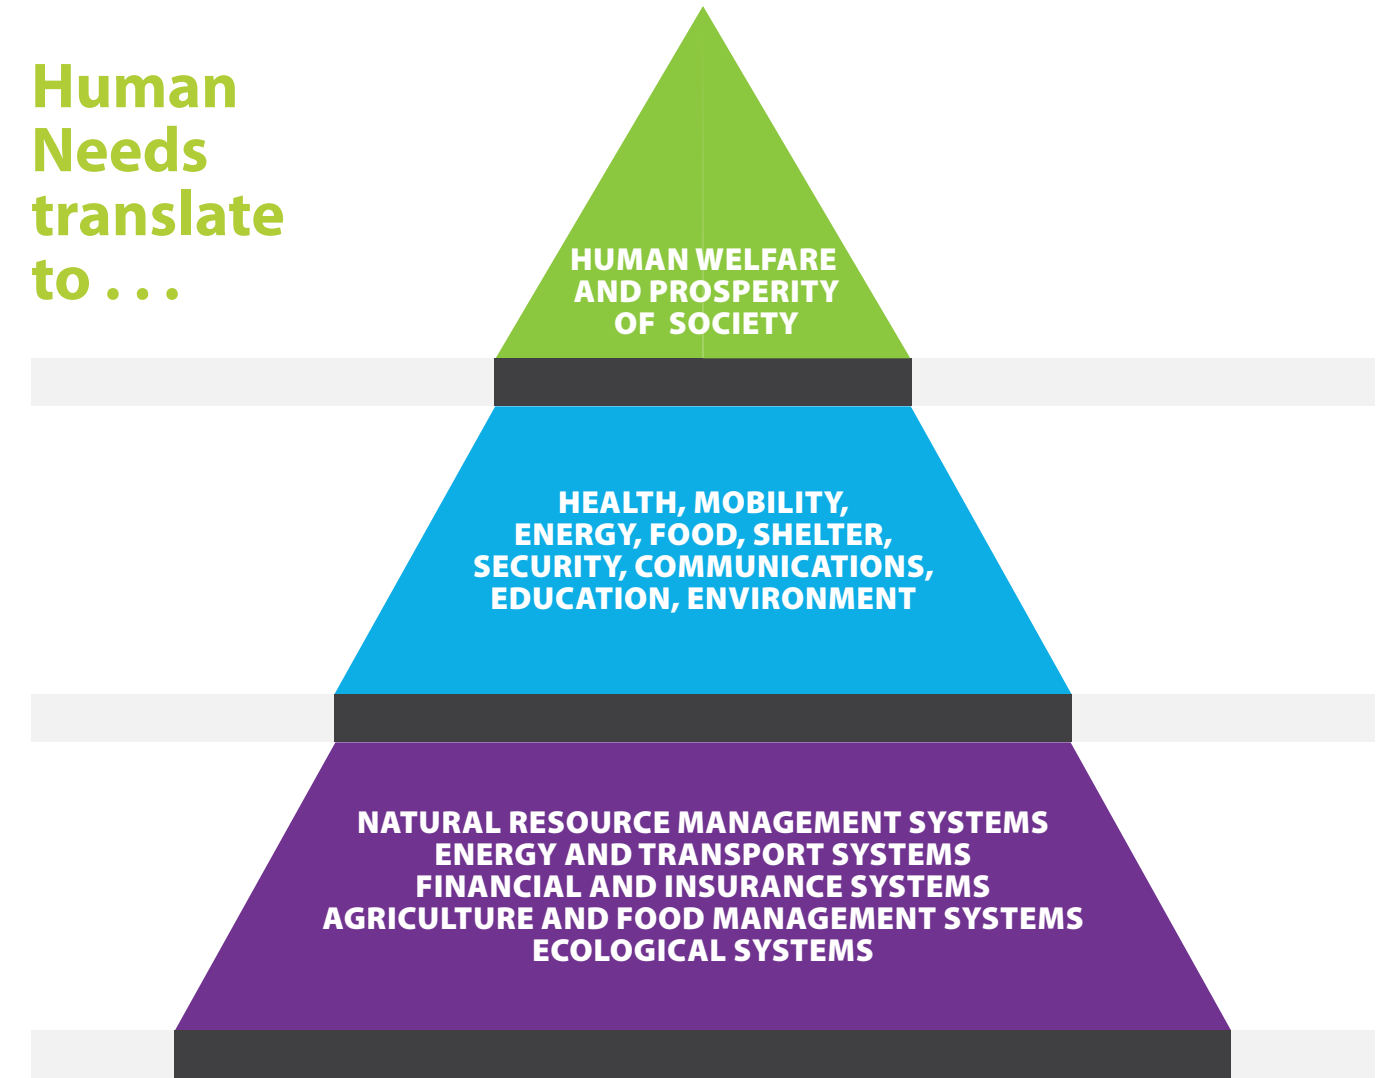 Human
Needs
translate
to . . .
HUMAN WELFARE
AND PROSPERITY
OF SOCIETY
HEALTH, MOBILITY,
ENERGY, FOOD, SHELTER,
SECURITY, COMMUNICATIONS,
EDUCATION, ENVIRONMENT
NATURAL RESOURCE MANAGEMENT SYSTEMS
ENERGY AND TRANSPORT SYSTEMS
FINANCIAL AND INSURANCE SYSTEMS
AGRICULTURE AND FOOD MANAGEMENT SYSTEMS
ECOLOGICAL SYSTEMS